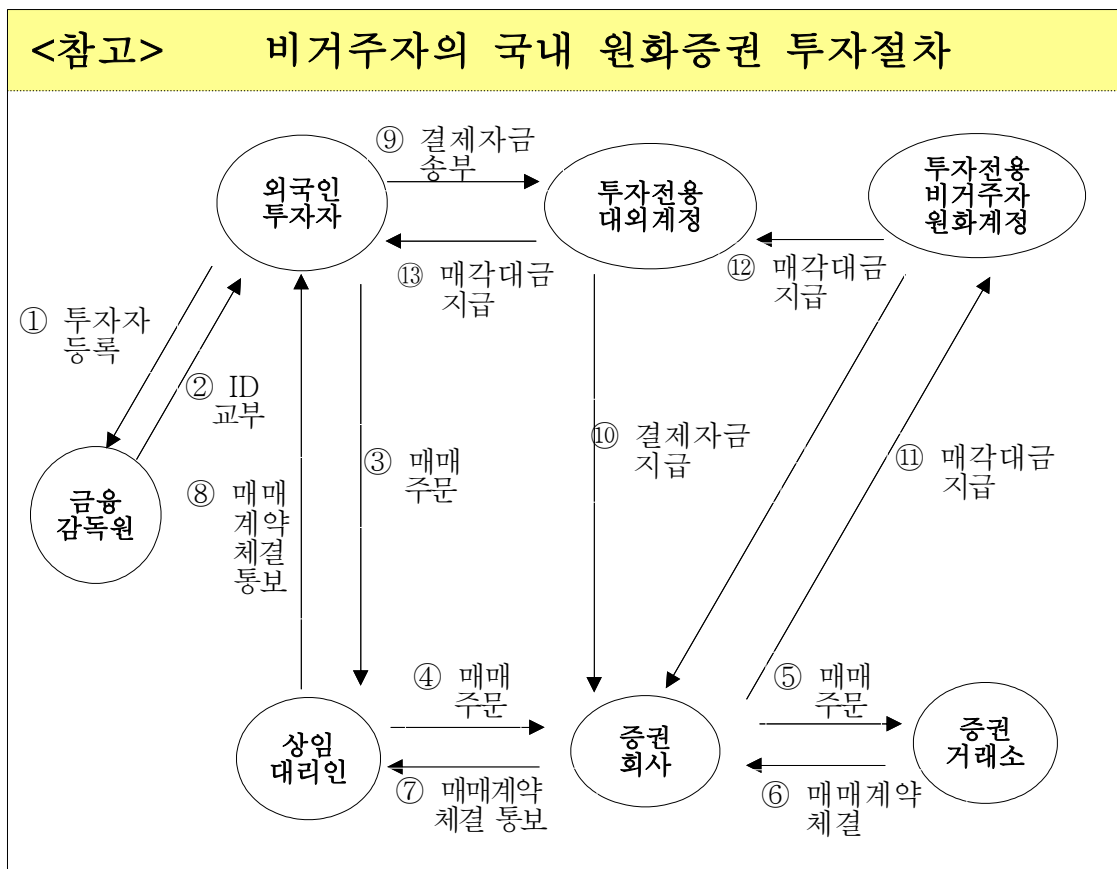 <참고> 비거주자의 국내 원화증권 투자절차
⑨ 결제자금
송부
외국인
투자자
투자전용
대외계정
투자전용
비거주자
원화계정
⑬ 매각대금
지급
⑫ 매각대금
지급
① 투자자
등록
② ID
교부
③ 매매
주문
⑩ 결제자금
지급
⑪ 매각대금
지급
금융
감독원
⑧ 매매
계약
체결
통보
④ 매매
주문
⑤ 매매
주문
상임
대리인
증권
회사
증권
거래소
⑦ 매매계약
체결 통보
⑥ 매매계약
체결